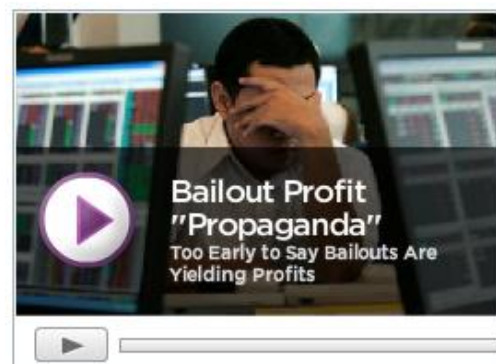 Bailout Profit
"Propaganda"
Too Early to Say Bailouts Are
Yielding Profits